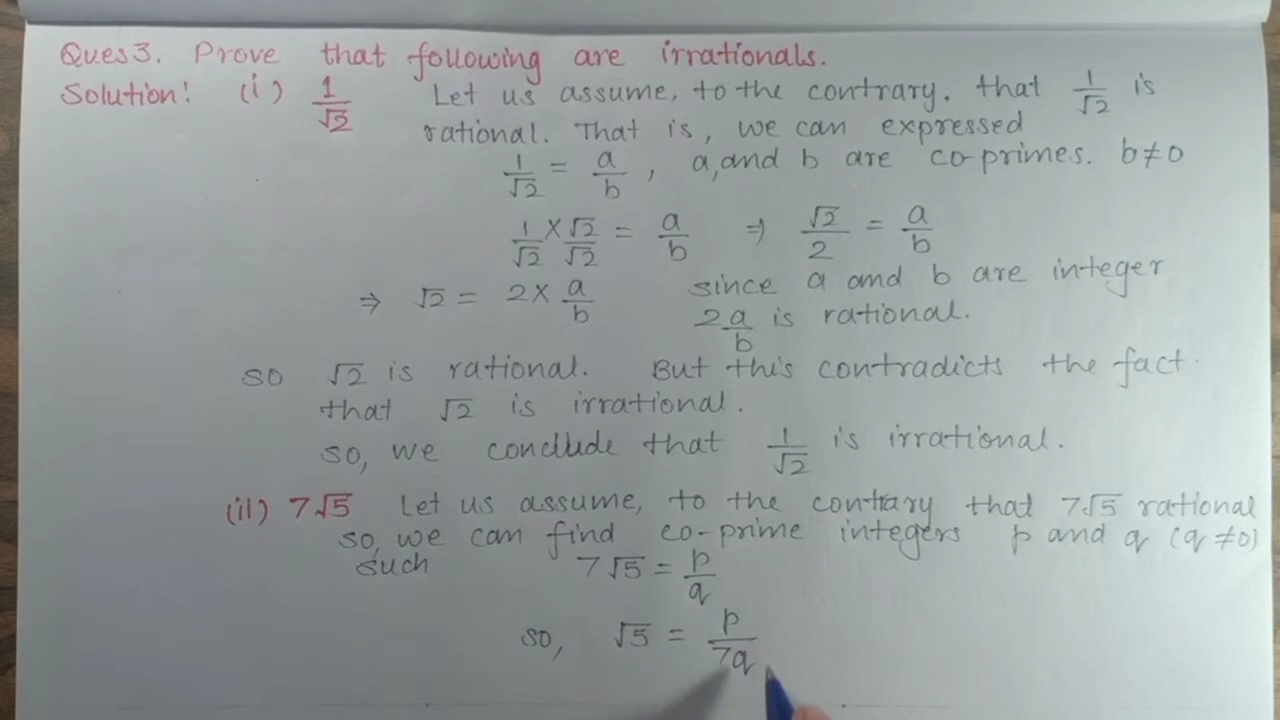 Ques 3. Prove that following are irrationals.
Solution: (i) 1/√2 Let us assume, to the contrary. that 1/√2 is
rational. That is, we can expressed
1/√2 = a/b , a, and b are co primes. b≠0
1/√2 × √2/√2 = a/b ⇒ √2/2 = a/b
⇒ √2 = 2 × a/b since a and b are integer
2a/b is rational.
so √2 is rational. But this contradicts the fact
that √2 is irrational.
so, we conclude that 1/√2 is irrational.
(ii) 7√5 Let us assume, to the contrary that 7√5 rational
so, we can find co-prime integers p and q (q ≠0)
such 7√5 = p/q
so, √5 = p/7q